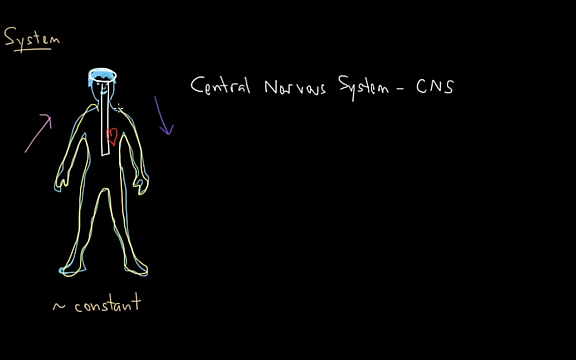 System
Central Nervous System - CNS
~ constant